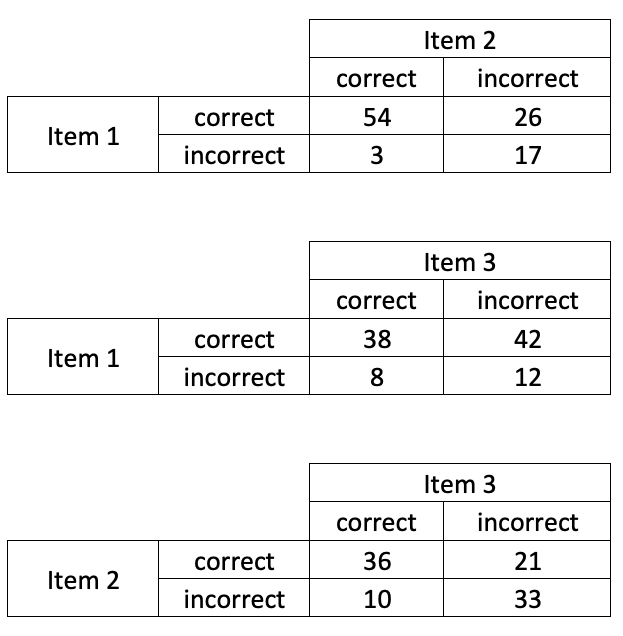 Item 2
correct incorrect
Item 1 correct 54 26
incorrect 3 17
Item 3
correct incorrect
Item 1 correct 38 42
incorrect 8 12
Item 3
correct incorrect
Item 2 correct 36 21
incorrect 10 33